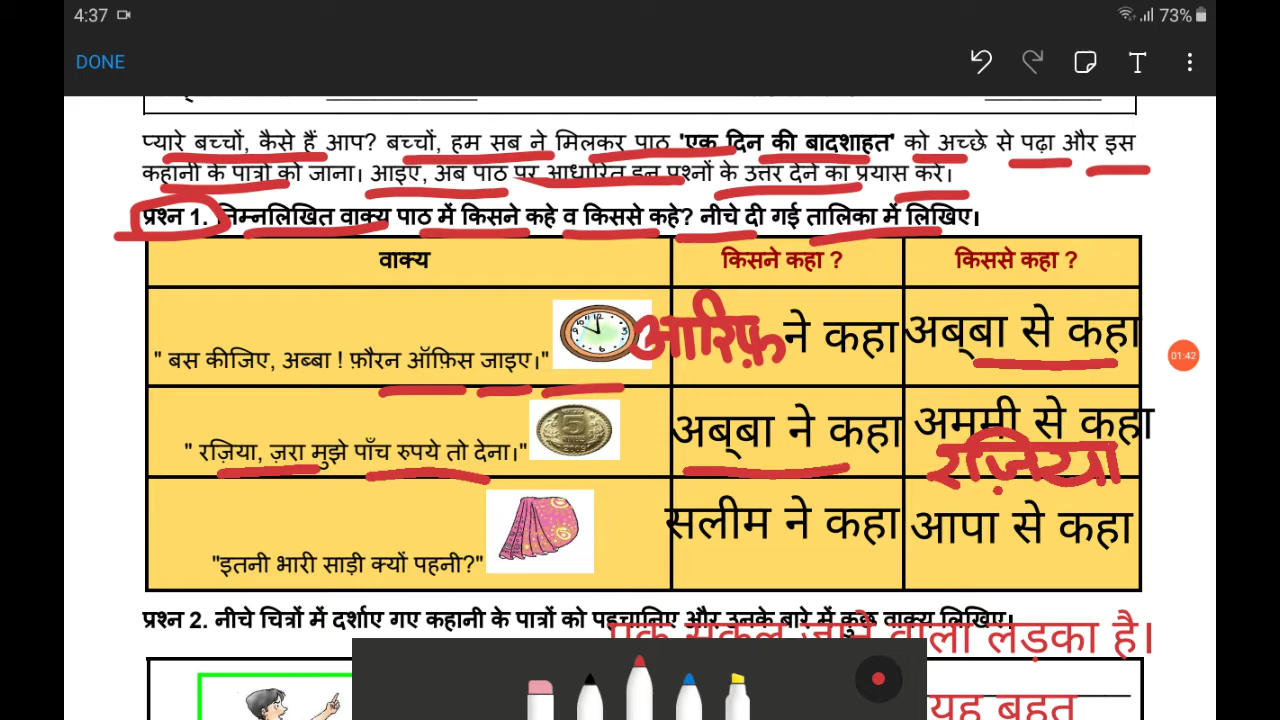 4:37 73%
DONE
प्यारे बच्चों, कैसे हैं आप? बच्चों, हम सब ने मिलकर पाठ 'एक दिन की बादशाहत' को अच्छे से पढ़ा और इस
कहानी के पात्रों को जाना। आइए, अब पाठ पर आधारित इन प्रश्नों के उत्तर देने का प्रयास करें।
प्रश्न 1. निम्नलिखित वाक्य पाठ में किसने कहे व किससे कहे? नीचे दी गई तालिका में लिखिए।
वाक्य किसने कहा ? किससे कहा ?
" बस कीजिए, अब्बा ! फ़ौरन ऑफ़िस जाइए।" आरिफ़ ने कहा अब्बा से कहा
" रज़िया, ज़रा मुझे पाँच रुपये तो देना।" अब्बा ने कहा अममी से कहा
रज़िया
"इतनी भारी साड़ी क्यों पहनी?" सलीम ने कहा आपा से कहा
01:42
प्रश्न 2. नीचे चित्रों में दर्शाए गए कहानी के पात्रों को पहचानिए और उनके बारे में कुछ वाक्य लिखिए।
एक सकूल जाने वाला लड़का है।
यह बहुत